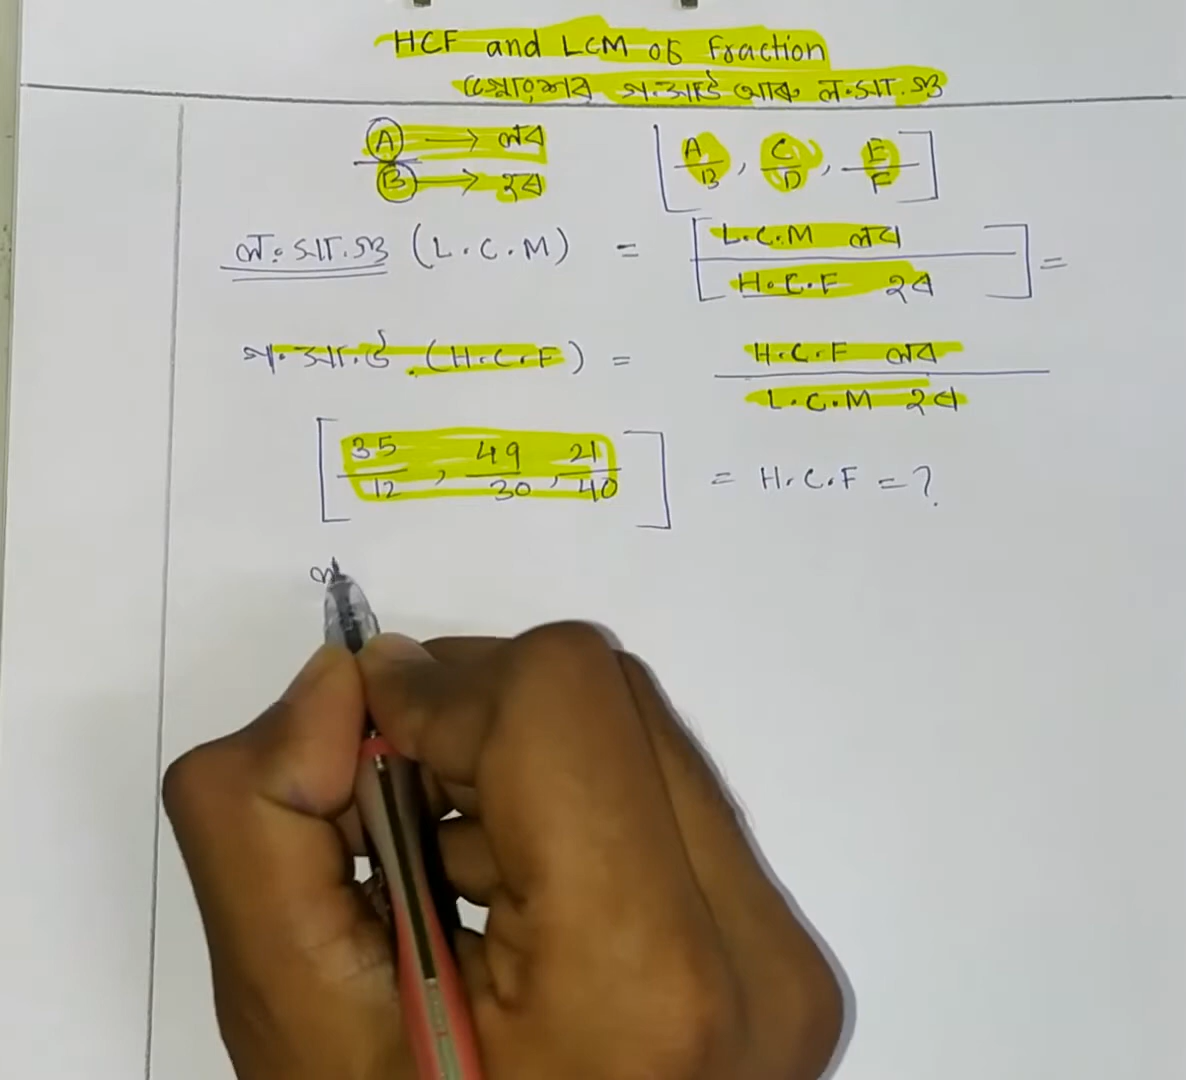 HCF and LCM of fraction
ভগ্নাংশৰ গ.সা.উ আৰু ল.সা.গু
A → লব
B → হৰ
[A/B, C/D, E/F]
ল.সা.গু (L.C.M) = [L.C.M লব / H.C.F হৰ] =
গ.সা.উ. (H.C.F) = H.C.F লব / L.C.M হৰ
[35/12, 49/30, 21/40] = H.C.F = ?